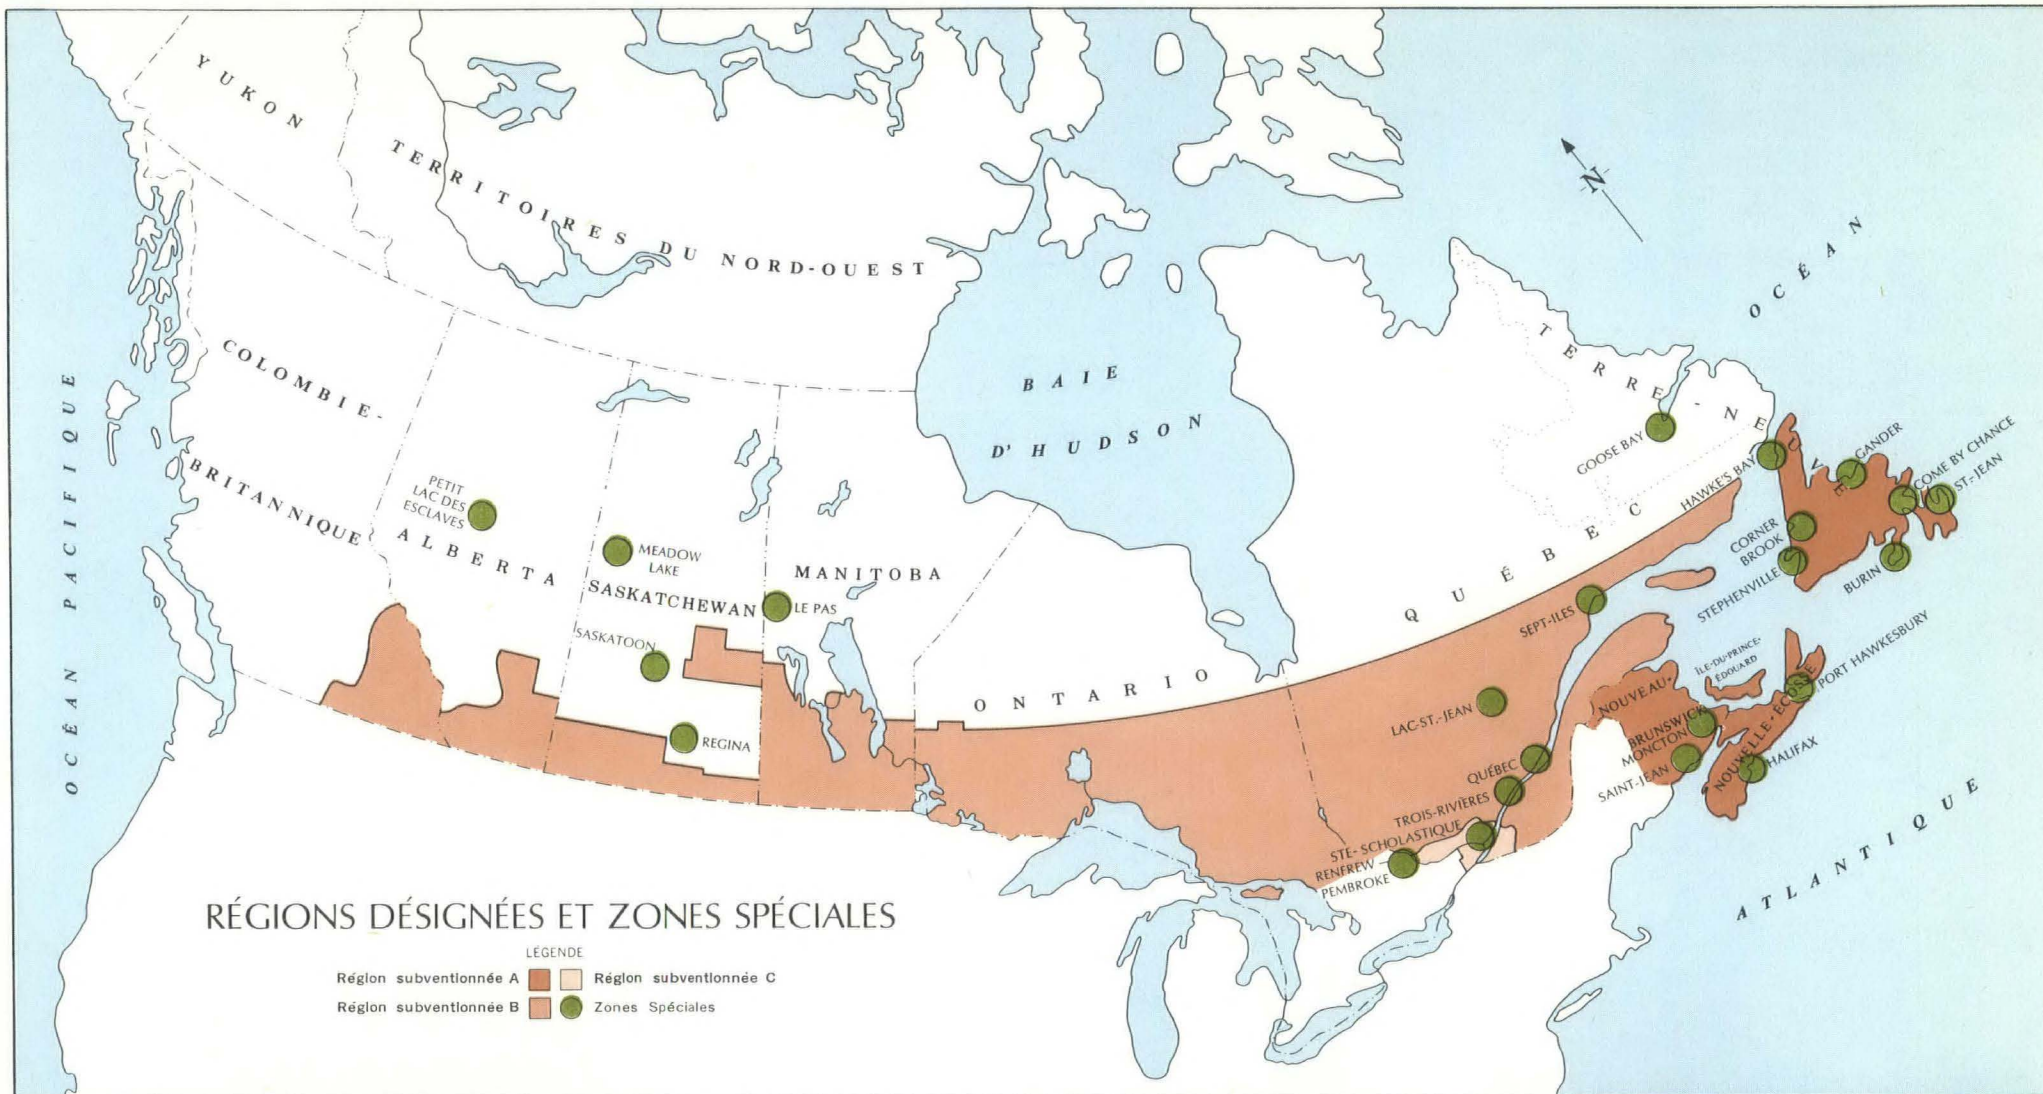 YUKON
TERRITOIRES DU NORD-OUEST
N
OCÉAN
ATLANTIQUE
OCÉAN PACIFIQUE
COLOMBIE-
BRITANNIQUE
BAIE
D'HUDSON
TERRE-NEUVE
GOOSE BAY
HAWKE'S BAY
GANDER
COME BY CHANCE
ST.-JEAN
CORNER
BROOK
STEPHENVILLE
BURIN
PETIT
LAC DES
ESCLAVES
ALBERTA
MEADOW
LAKE
SASKATCHEWAN
SASKATOON
REGINA
MANITOBA
LE PAS
ONTARIO
QUÉBEC
SEPT-ILES
LAC-ST.-JEAN
QUÉBEC
TROIS-RIVIÈRES
STE-SCHOLASTIQUE
RENFREW
PEMBROKE
ÎLE-DU-PRINCE-
ÉDOUARD
NOUVEAU-
BRUNSWICK
MONCTON
SAINT-JEAN
NOUVELLE-ÉCOSSE
PORT HAWKESBURY
HALIFAX
RÉGIONS DÉSIGNÉES ET ZONES SPÉCIALES
LÉGENDE
Région subventionnée A
Région subventionnée C
Région subventionnée B
Zones Spéciales